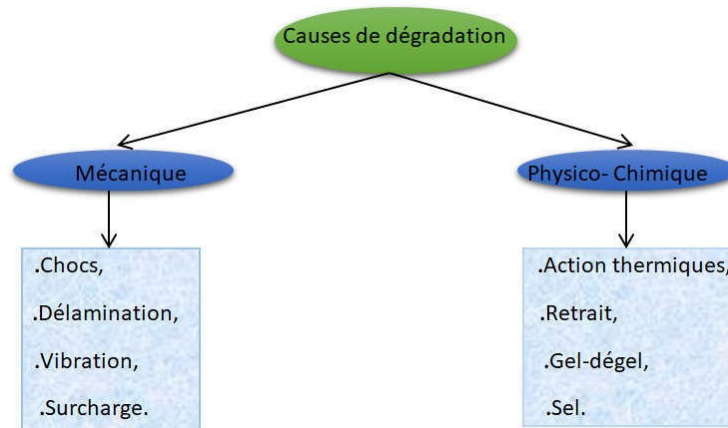 Causes de dégradation
Mécanique
Physico- Chimique
.Chocs,
.Délamination,
.Vibration,
.Surcharge.
.Action thermiques,
.Retrait,
.Gel-dégel,
.Sel.